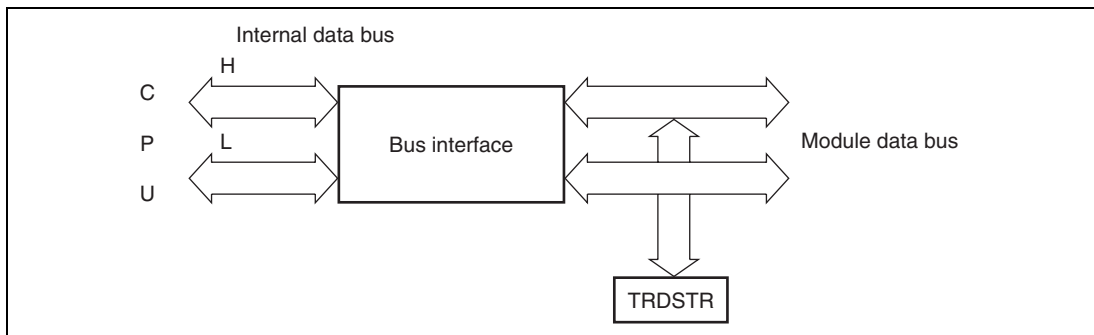 Internal data bus
H
C
P
L
Bus interface
Module data bus
U
TRDSTR